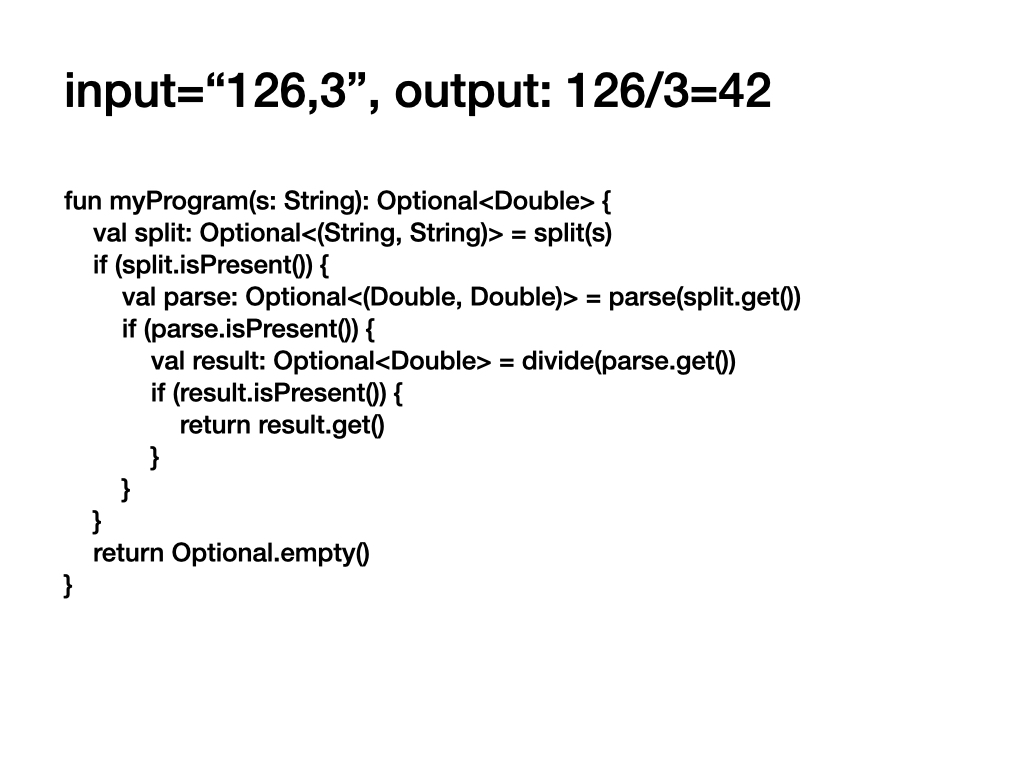 input=“126,3”, output: 126/3=42
fun myProgram(s: String): Optional<Double> {
val split: Optional<(String, String)> = split(s)
if (split.isPresent()) {
val parse: Optional<(Double, Double)> = parse(split.get())
if (parse.isPresent()) {
val result: Optional<Double> = divide(parse.get())
if (result.isPresent()) {
return result.get()
}
}
}
return Optional.empty()
}